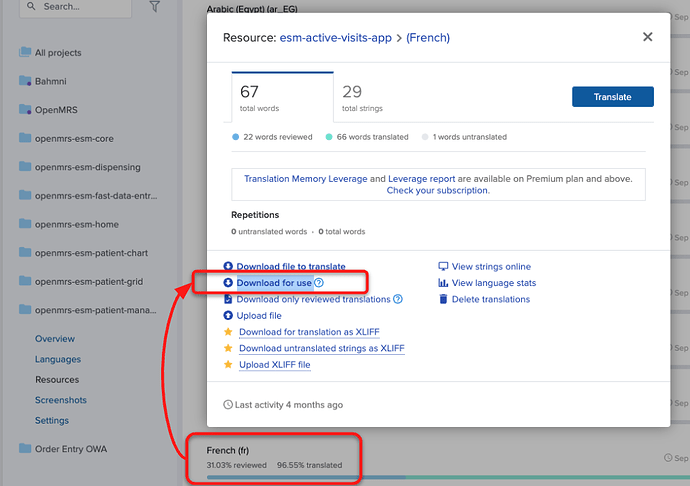 Search...
All projects
Bahmni
OpenMRS
openmrs-esm-core
openmrs-esm-dispensing
openmrs-esm-fast-data-entr...
openmrs-esm-home
openmrs-esm-patient-chart
openmrs-esm-patient-grid
openmrs-esm-patient-mana...
Overview
Languages
Resources
Screenshots
Settings
Order Entry OWA
Arabic (Egypt) (ar_EG)
Resource: esm-active-visits-app > (French)
67
total words
29
total strings
Translate
22 words reviewed
66 words translated
1 words untranslated
Translation Memory Leverage and Leverage report are available on Premium plan and above.
Check your subscription.
Repetitions
0 untranslated words • 0 total words
Download file to translate
Download for use
Download only reviewed translations
Upload file
Download for translation as XLIFF
Download untranslated strings as XLIFF
Upload XLIFF file
View strings online
View language stats
Delete translations
Last activity 4 months ago
French (fr)
31.03% reviewed 96.55% translated
Sep
Sep
Sep
Sep
Sep
Sep
Sep